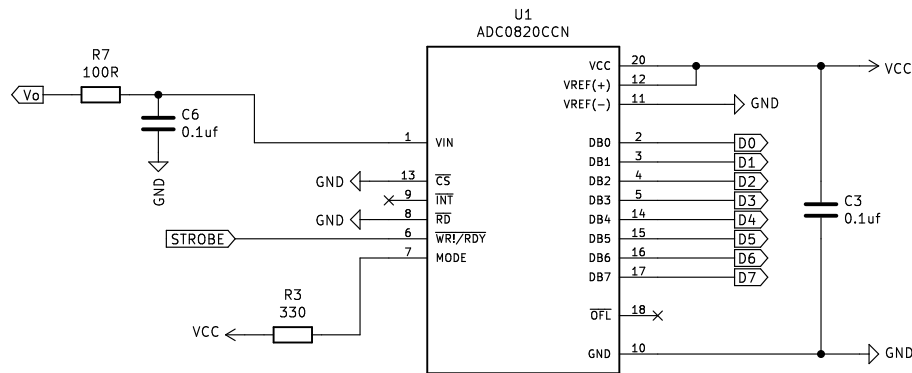 U1
ADC0820CCN
R7
100R
Vo
C6
0.1uf
GND
1 VIN
GND 13 CS
9 INT
GND 8 RD
STROBE 6 WR!/RDY
7 MODE
R3
330
VCC
VCC 20 VCC
VREF(+) 12
VREF(-) 11 GND
DB0 2 D0
DB1 3 D1
DB2 4 D2
DB3 5 D3
DB4 14 D4
DB5 15 D5
DB6 16 D6
DB7 17 D7
OFL 18
GND 10 GND
C3
0.1uf